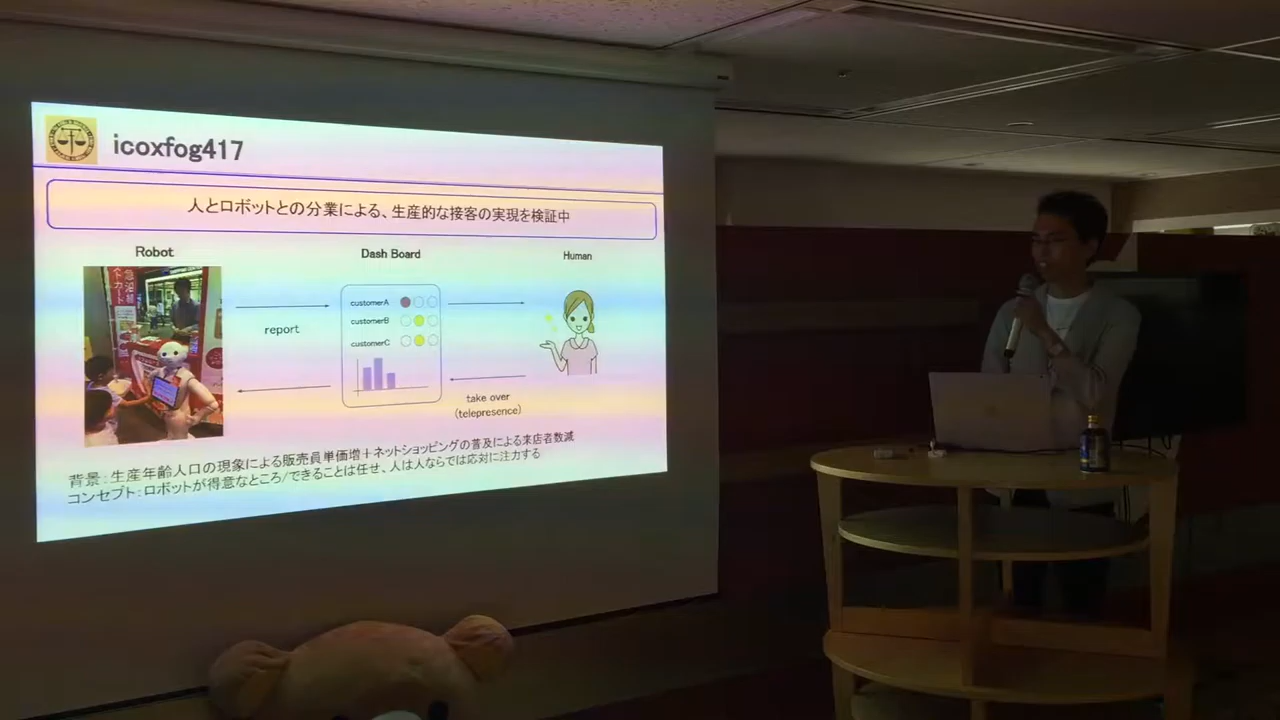 icoxfog417
人とロボットとの分業による、生産的な接客の実現を検証中
Robot
Dash Board
Human
customerA
customerB
customerC
report
take over
(telepresence)
背景：生産年齢人口の現象による販売員単価増＋ネットショッピングの普及による来店者数減
コンセプト：ロボットが得意なところ/できることは任せ、人は人ならでは応対に注力する